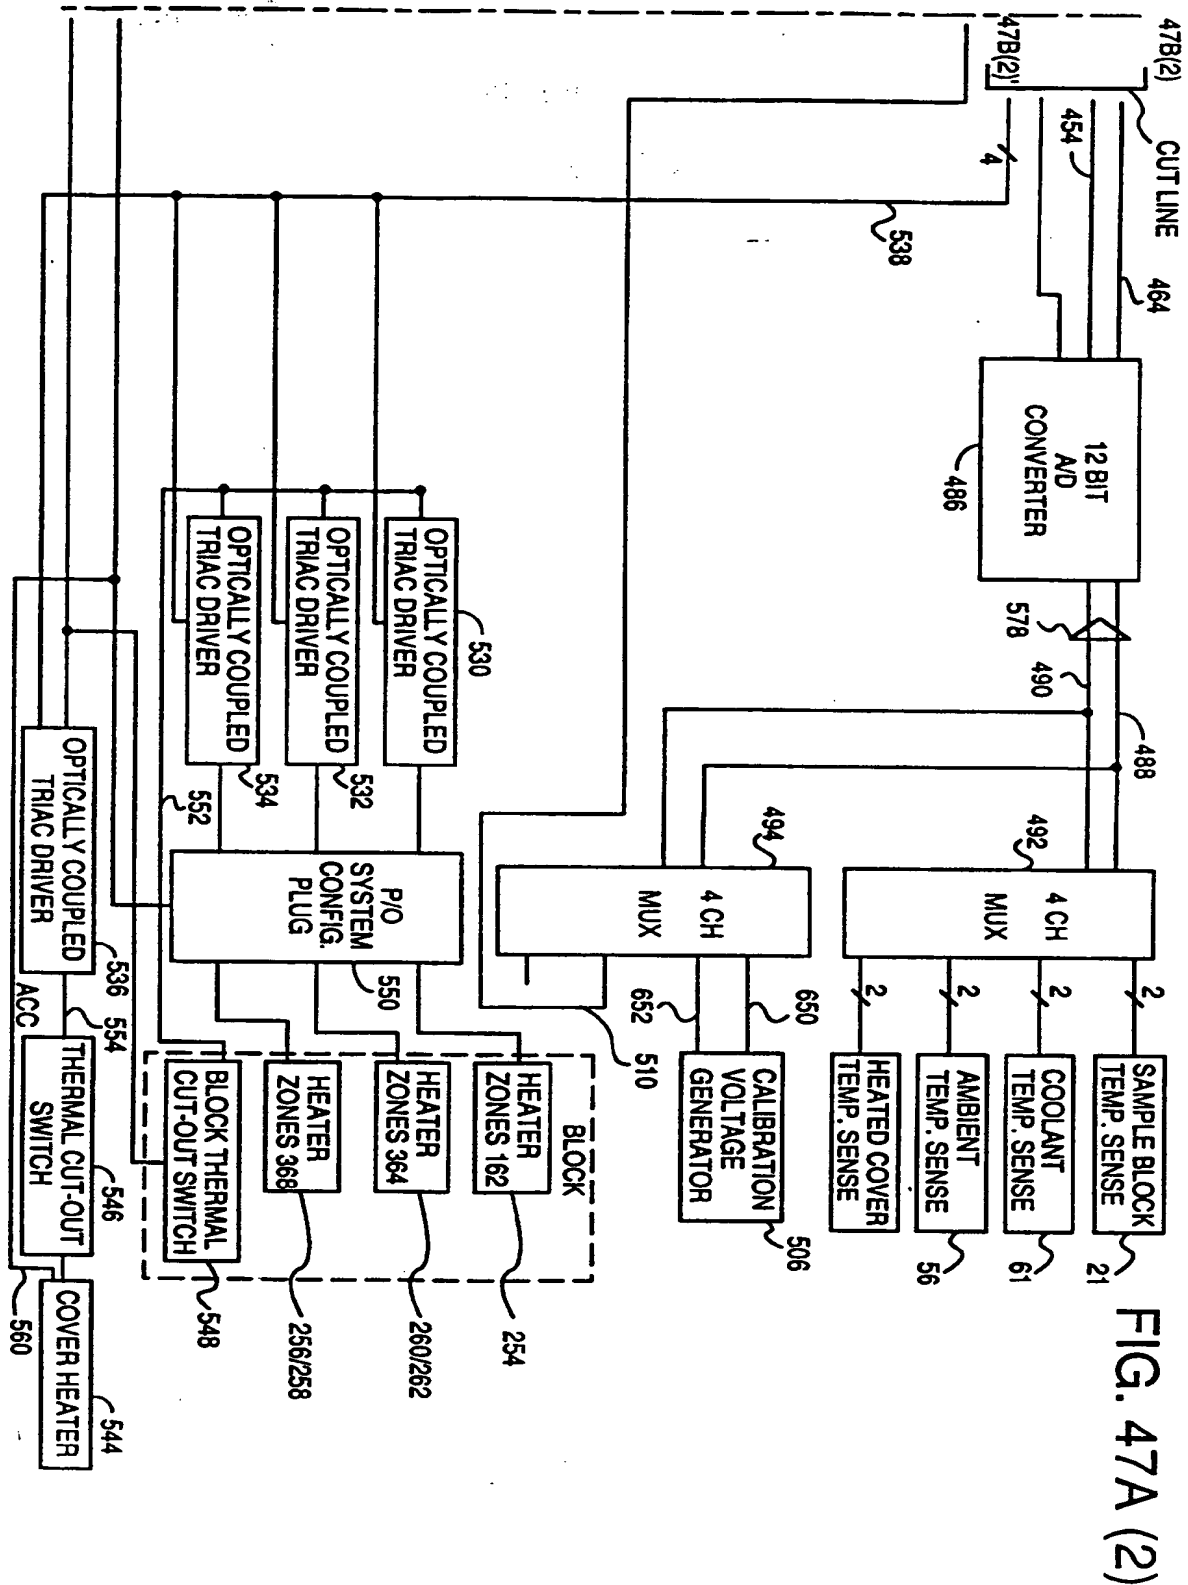 FIG. 47A (2)
47B(2)
CUT LINE
47B(2)'
454
464
4
538
12 BIT
A/D
CONVERTER
486
578
490
488
492
4 CH
MUX
494
4 CH
MUX
2
2
2
2
SAMPLE BLOCK
TEMP. SENSE
21
COOLANT
TEMP. SENSE
61
AMBIENT
TEMP. SENSE
56
HEATED COVER
TEMP. SENSE
650
652
CALIBRATION
VOLTAGE
GENERATOR
506
510
OPTICALLY COUPLED
TRIAC DRIVER
530
OPTICALLY COUPLED
TRIAC DRIVER
532
OPTICALLY COUPLED
TRIAC DRIVER
534
552
P/O
SYSTEM
CONFIG.
PLUG
550
BLOCK
HEATER
ZONES 162
254
HEATER
ZONES 364
260/262
HEATER
ZONES 368
256/258
BLOCK THERMAL
CUT-OUT SWITCH
548
OPTICALLY COUPLED
TRIAC DRIVER
536
554
ACC
THERMAL CUT-OUT
SWITCH
546
COVER HEATER
544
560